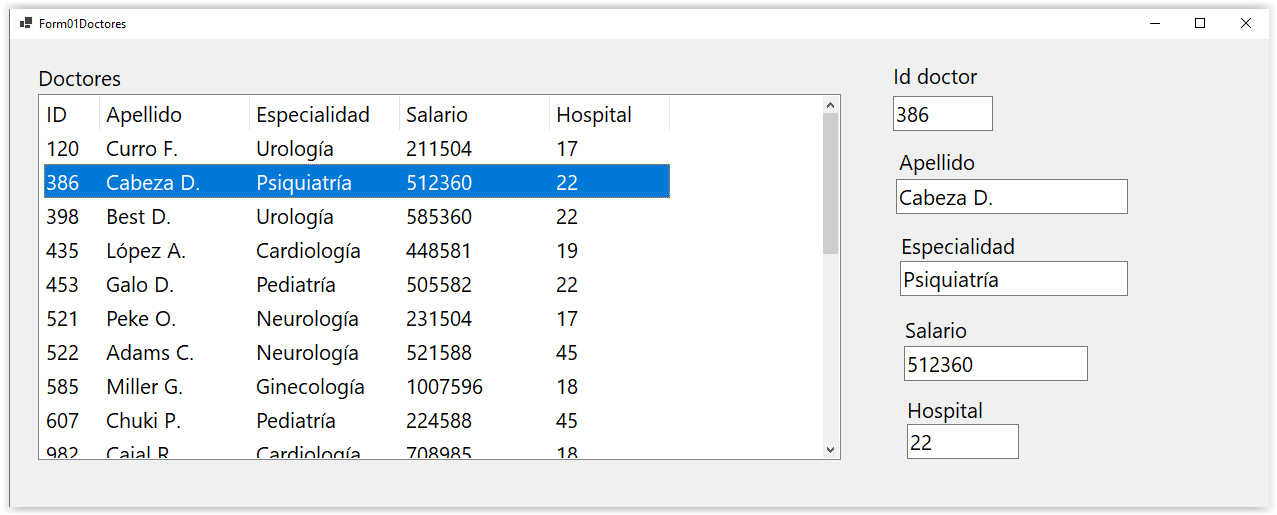 Form01Doctores
Doctores
ID Apellido Especialidad Salario Hospital
120 Curro F. Urología 211504 17
386 Cabeza D. Psiquiatría 512360 22
398 Best D. Urología 585360 22
435 López A. Cardiología 448581 19
453 Galo D. Pediatría 505582 22
521 Peke O. Neurología 231504 17
522 Adams C. Neurología 521588 45
585 Miller G. Ginecología 1007596 18
607 Chuki P. Pediatría 224588 45
982 Cajal R. Cardiología 708985 18
Id doctor
386
Apellido
Cabeza D.
Especialidad
Psiquiatría
Salario
512360
Hospital
22